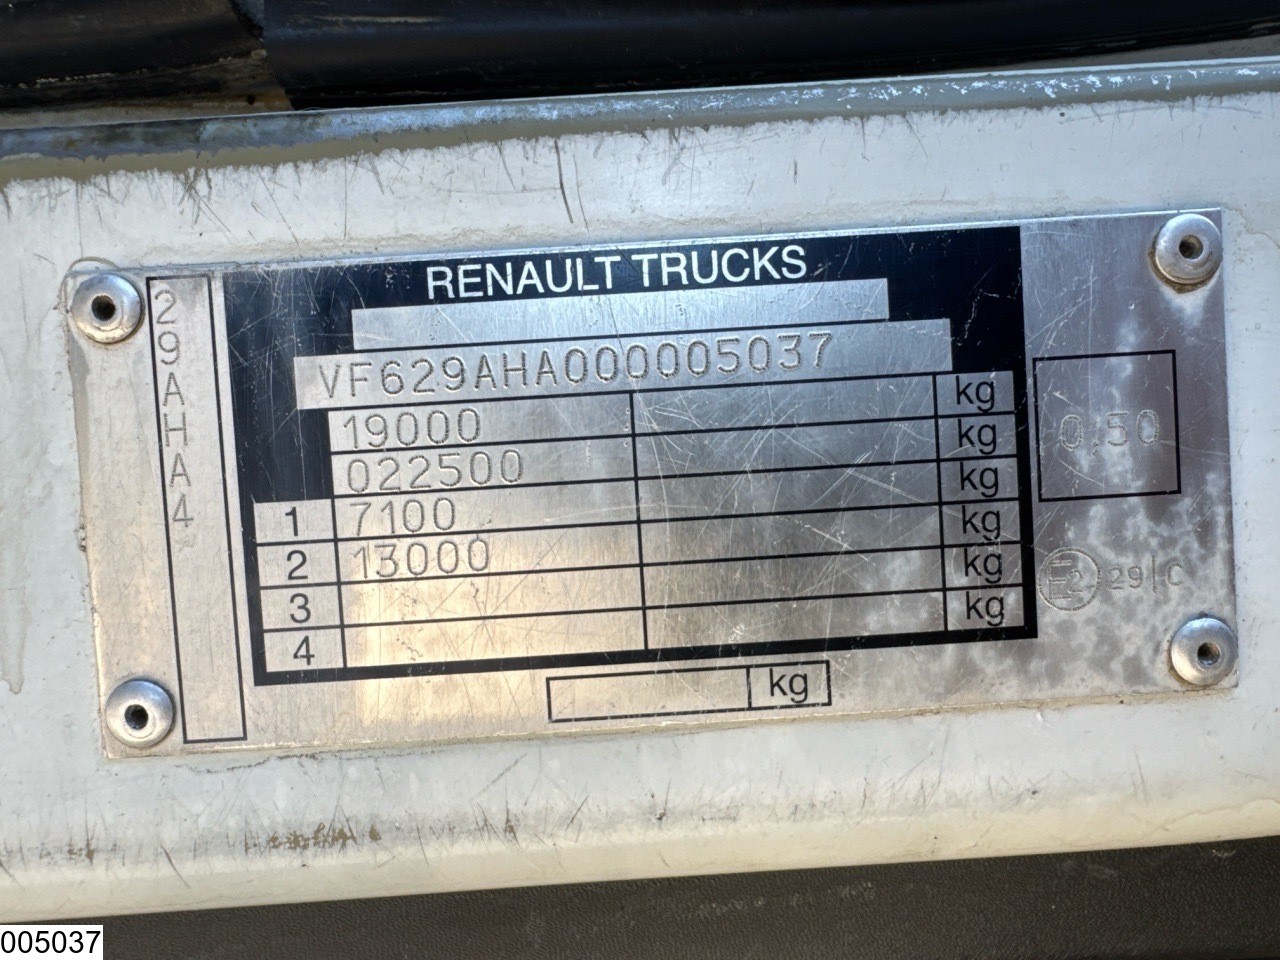 RENAULT TRUCKS
VF629AHA000005037
19000 kg
022500 kg
1 7100 kg
2 13000 kg
3 kg
4 kg
kg
29AHA4
0,50
E2 29|C
005037